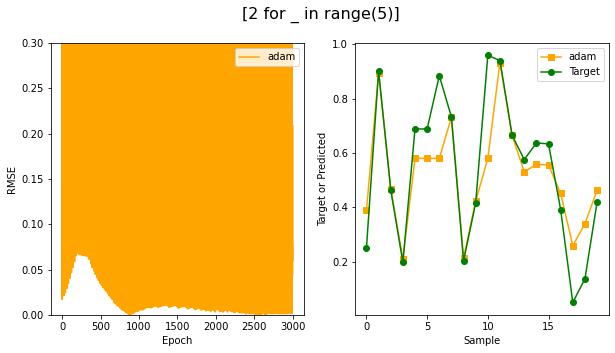 [2 for _ in range(5)]
RMSE
0.30
0.25
0.20
0.15
0.10
0.05
0.00
0 500 1000 1500 2000 2500 3000
Epoch
adam
Target or Predicted
1.0
0.8
0.6
0.4
0.2
0 5 10 15
Sample
adam
Target